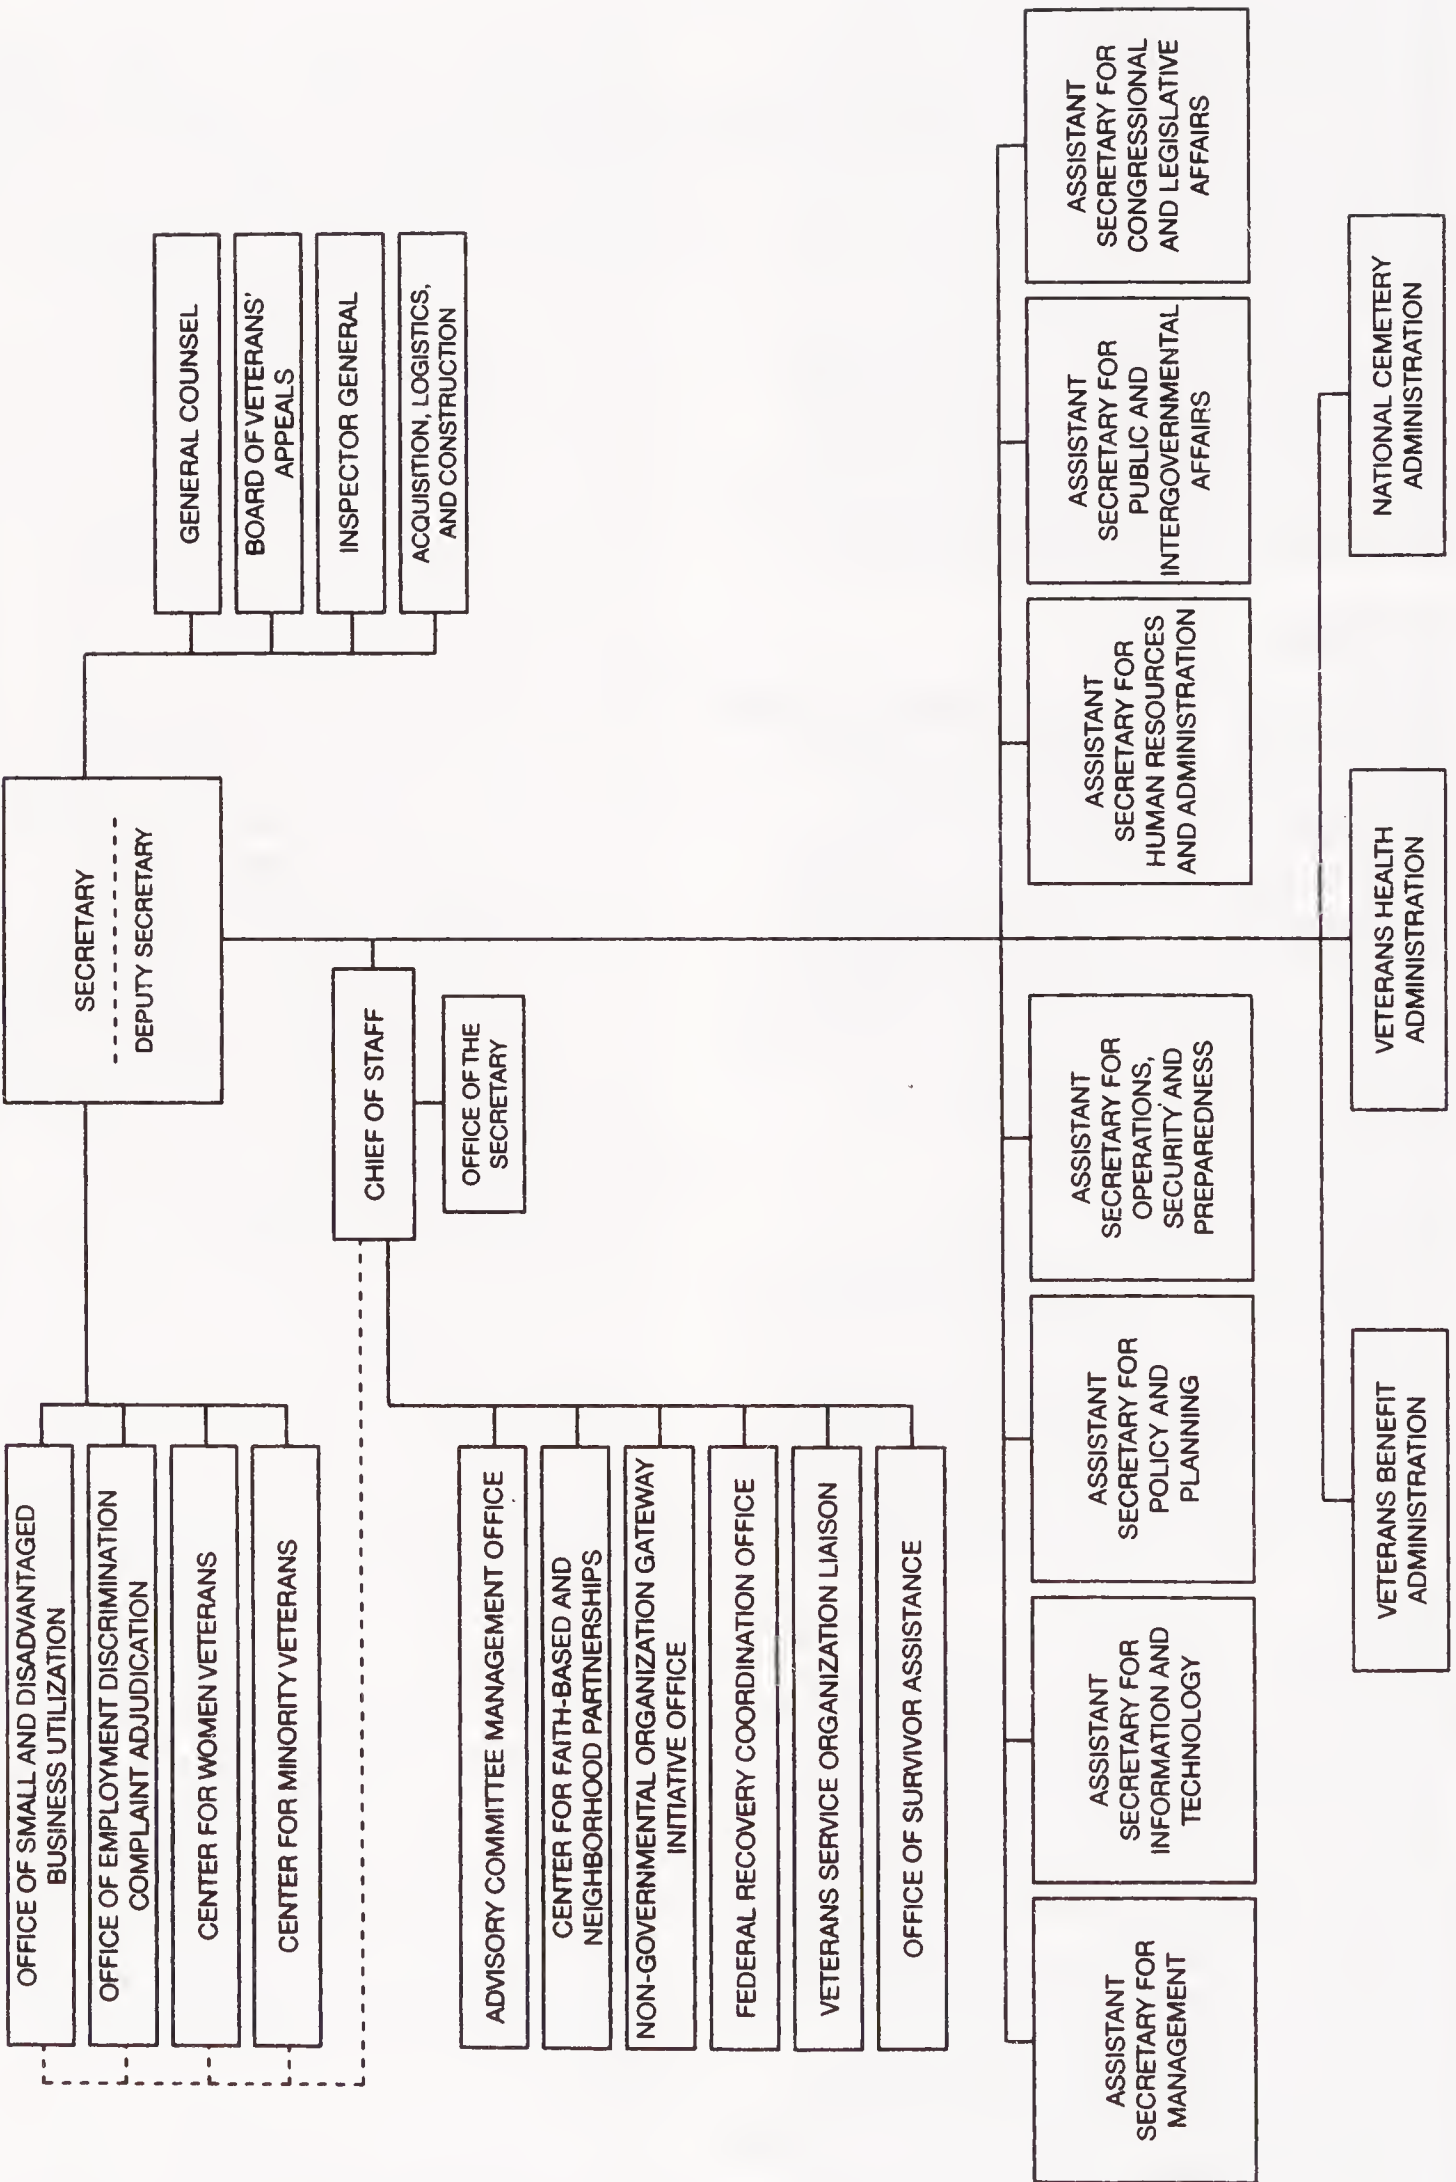 SECRETARY
DEPUTY SECRETARY
OFFICE OF SMALL AND DISADVANTAGED
BUSINESS UTILIZATION
OFFICE OF EMPLOYMENT DISCRIMINATION
COMPLAINT ADJUDICATION
CENTER FOR WOMEN VETERANS
CENTER FOR MINORITY VETERANS
GENERAL COUNSEL
BOARD OF VETERANS'
APPEALS
INSPECTOR GENERAL
ACQUISITION, LOGISTICS,
AND CONSTRUCTION
CHIEF OF STAFF
OFFICE OF THE
SECRETARY
ADVISORY COMMITTEE MANAGEMENT OFFICE
CENTER FOR FAITH-BASED AND
NEIGHBORHOOD PARTNERSHIPS
NON-GOVERNMENTAL ORGANIZATION GATEWAY
INITIATIVE OFFICE
FEDERAL RECOVERY COORDINATION OFFICE
VETERANS SERVICE ORGANIZATION LIAISON
OFFICE OF SURVIVOR ASSISTANCE
ASSISTANT
SECRETARY FOR
MANAGEMENT
ASSISTANT
SECRETARY FOR
INFORMATION AND
TECHNOLOGY
ASSISTANT
SECRETARY FOR
POLICY AND
PLANNING
ASSISTANT
SECRETARY FOR
OPERATIONS,
SECURITY AND
PREPAREDNESS
ASSISTANT
SECRETARY FOR
HUMAN RESOURCES
AND ADMINISTRATION
ASSISTANT
SECRETARY FOR
PUBLIC AND
INTERGOVERNMENTAL
AFFAIRS
ASSISTANT
SECRETARY FOR
CONGRESSIONAL
AND LEGISLATIVE
AFFAIRS
VETERANS BENEFIT
ADMINISTRATION
VETERANS HEALTH
ADMINISTRATION
NATIONAL CEMETERY
ADMINISTRATION